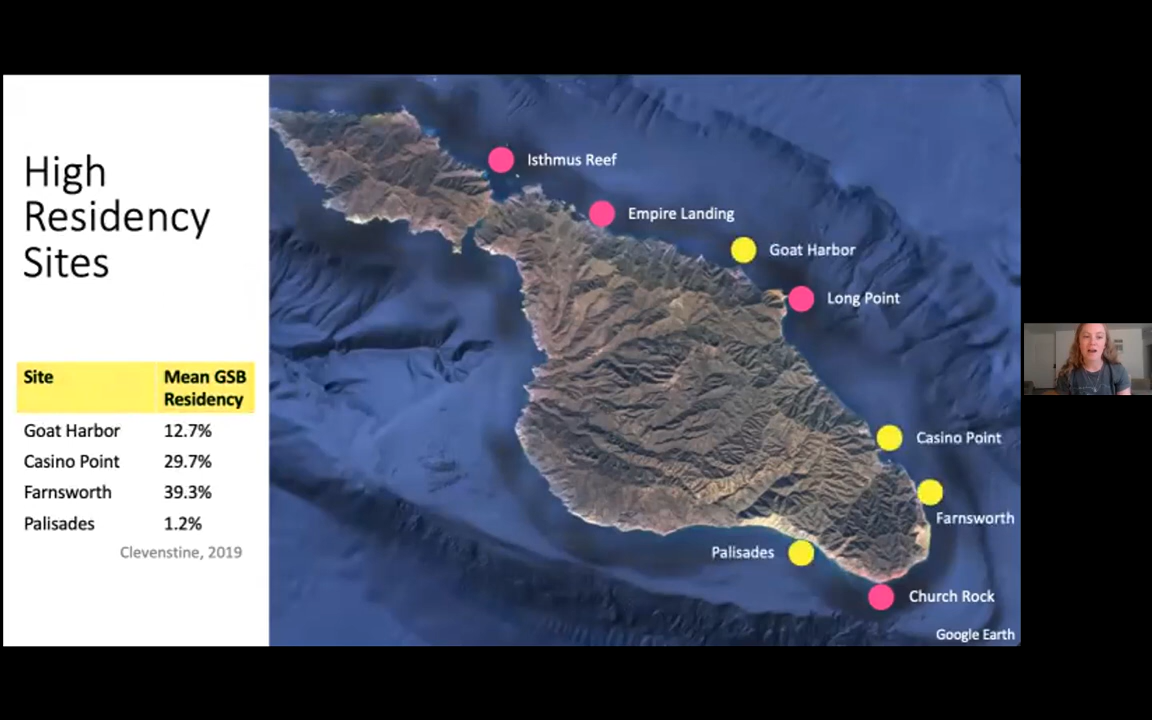 High
Residency
Sites
Site Mean GSB
Residency
Goat Harbor 12.7%
Casino Point 29.7%
Farnsworth 39.3%
Palisades 1.2%
Clevenstine, 2019
Isthmus Reef
Empire Landing
Goat Harbor
Long Point
Casino Point
Farnsworth
Palisades
Church Rock
Google Earth